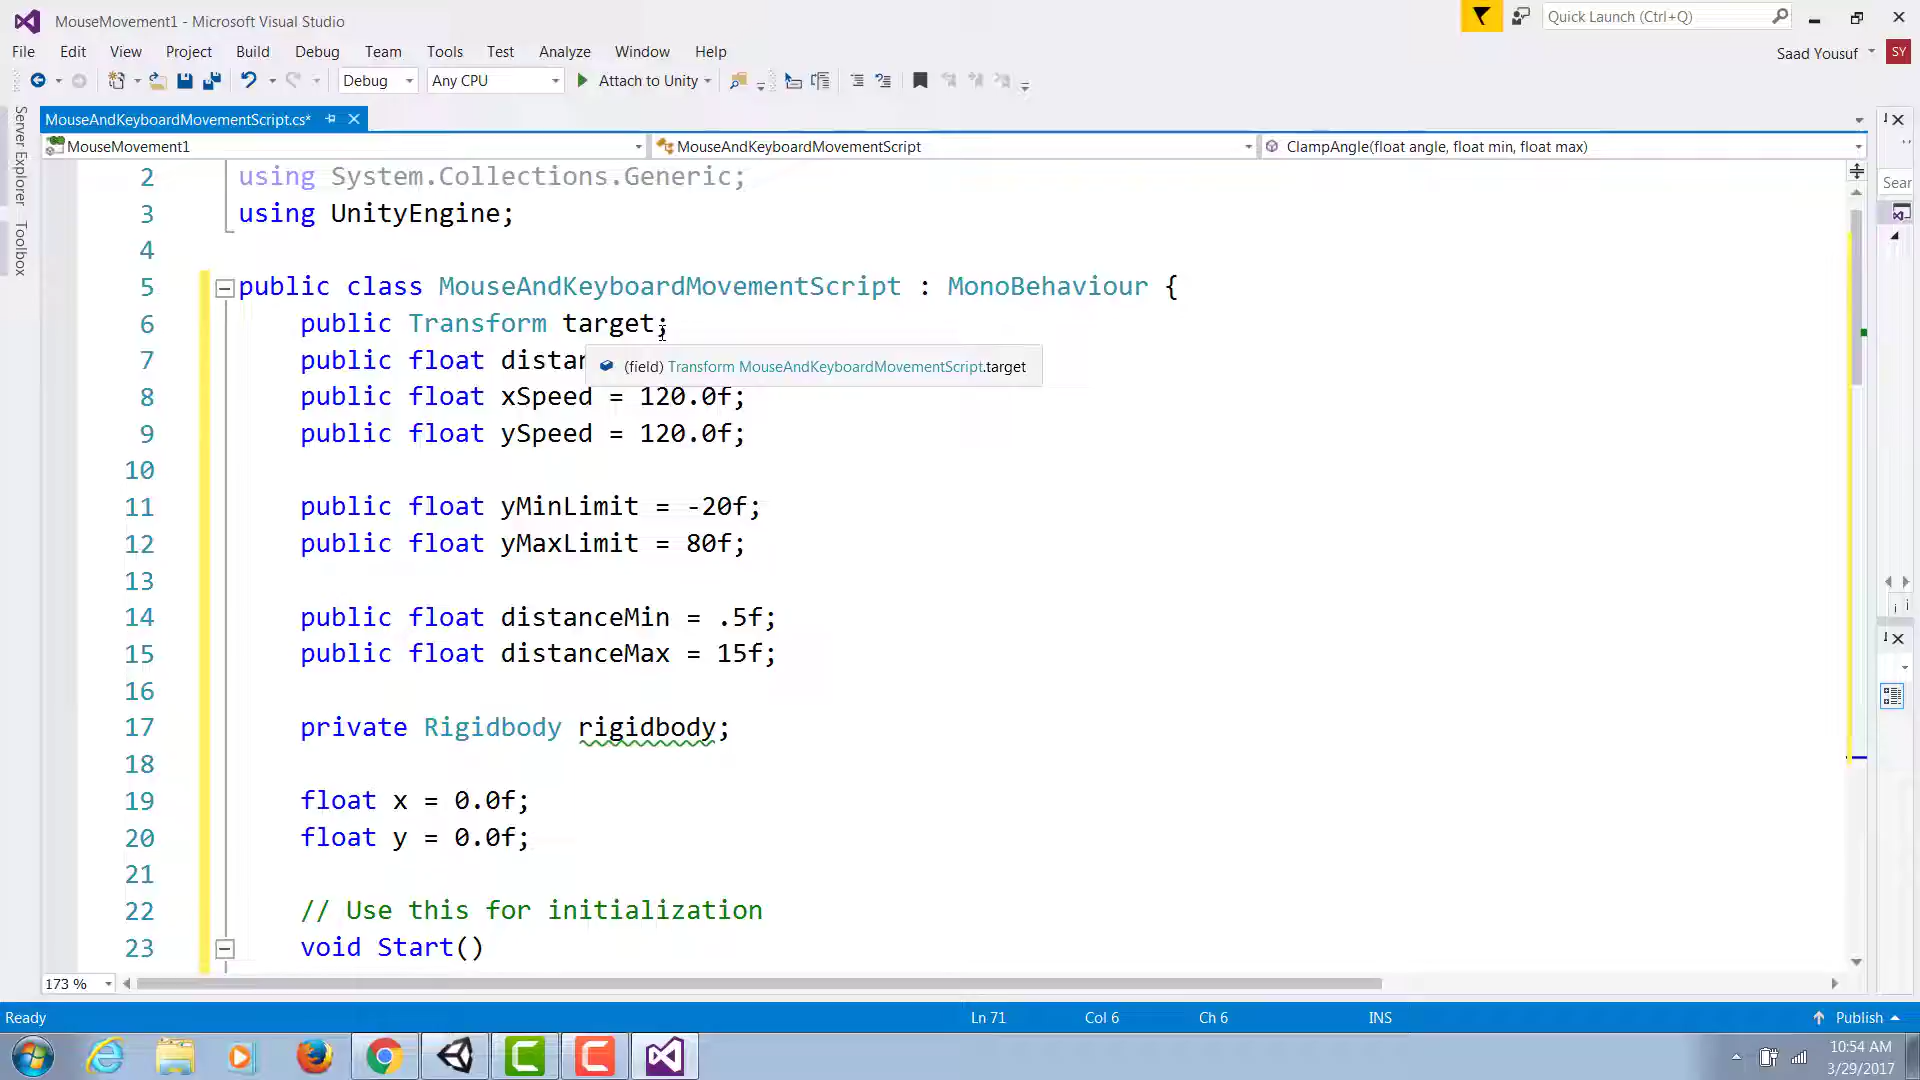 MouseMovement1 - Microsoft Visual Studio
Quick Launch (Ctrl+Q)
File Edit View Project Build Debug Team Tools Test Analyze Window Help
Saad Yousuf SY
Debug Any CPU Attach to Unity
MouseAndKeyboardMovementScript.cs*
MouseMovement1 MouseAndKeyboardMovementScript ClampAngle(float angle, float min, float max)
Server Explorer
Toolbox
Sear
2 using System.Collections.Generic;
3 using UnityEngine;
4
5 public class MouseAndKeyboardMovementScript : MonoBehaviour {
6 public Transform target;
7 public float distan
(field) Transform MouseAndKeyboardMovementScript.target
8 public float xSpeed = 120.0f;
9 public float ySpeed = 120.0f;
10
11 public float yMinLimit = -20f;
12 public float yMaxLimit = 80f;
13
14 public float distanceMin = .5f;
15 public float distanceMax = 15f;
16
17 private Rigidbody rigidbody;
18
19 float x = 0.0f;
20 float y = 0.0f;
21
22 // Use this for initialization
23 void Start()
173 %
Ready Ln 71 Col 6 Ch 6 INS Publish
10:54 AM
3/29/2017